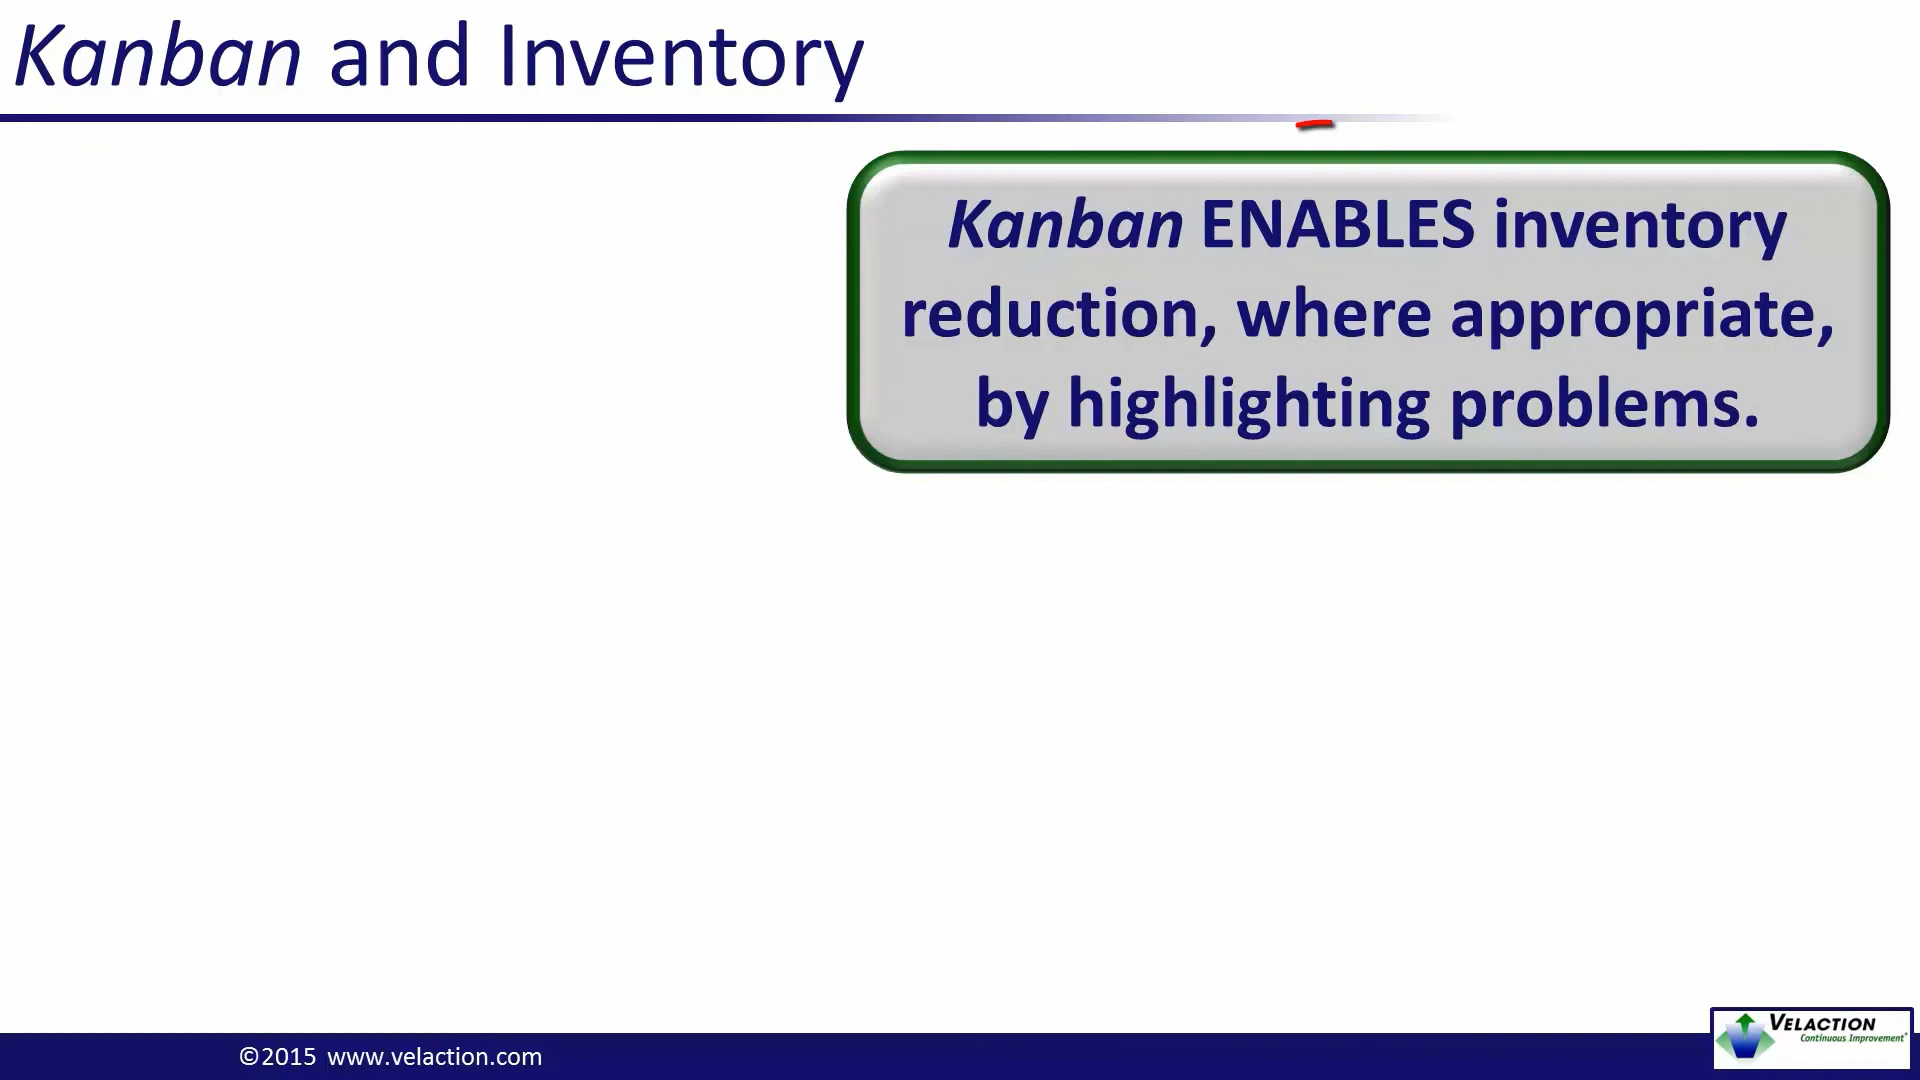 Kanban and Inventory
Kanban ENABLES inventory
reduction, where appropriate,
by highlighting problems.
©2015 www.velaction.com
VELACTION
Continuous Improvement